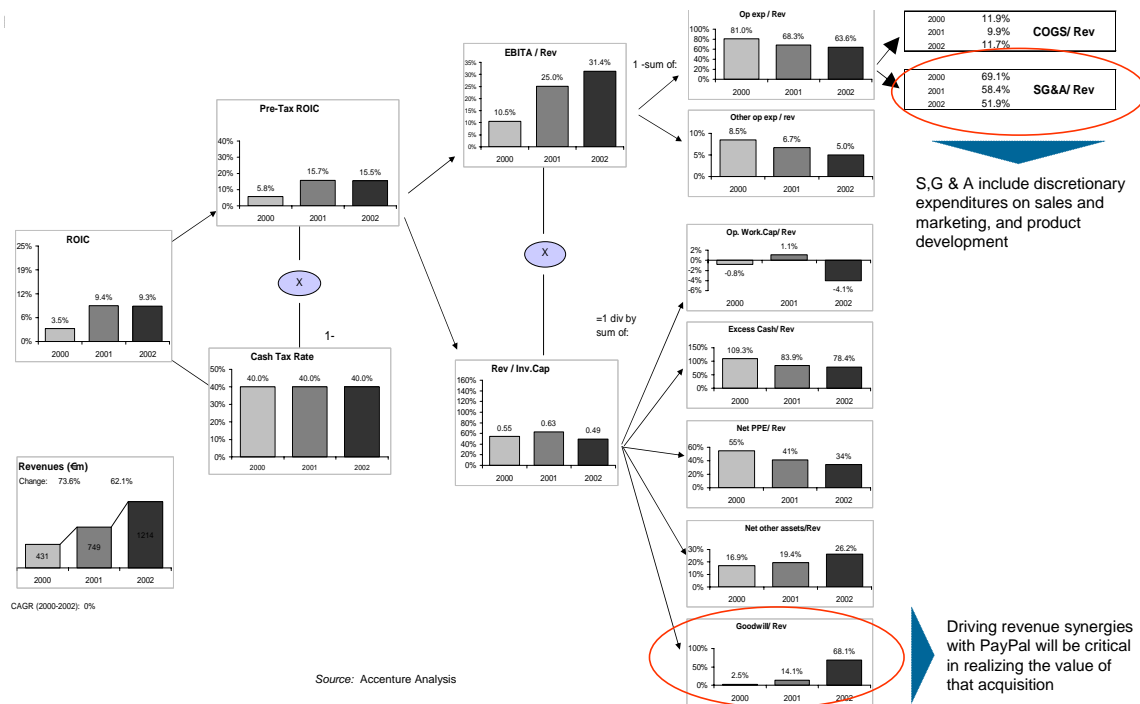 ROIC
25%
19%
12%
6%
0%
3.5%
9.4%
9.3%
2000 2001 2002
Revenues (€m)
Change: 73.6% 62.1%
431
749
1214
2000 2001 2002
CAGR (2000-2002): 0%
Pre-Tax ROIC
40%
30%
20%
10%
0%
5.8%
15.7%
15.5%
2000 2001 2002
X
1-
Cash Tax Rate
50%
40%
30%
20%
10%
0%
40.0%
40.0%
40.0%
2000 2001 2002
EBITA / Rev
35%
30%
25%
20%
15%
10%
5%
0%
10.5%
25.0%
31.4%
2000 2001 2002
X
Rev / Inv.Cap
160%
140%
120%
100%
80%
60%
40%
20%
0%
0.55
0.63
0.49
2000 2001 2002
1 -sum of:
Op exp / Rev
100%
80%
60%
40%
20%
0%
81.0%
68.3%
63.6%
2000 2001 2002
Other op exp / rev
10%
5%
0%
8.5%
6.7%
5.0%
2000 2001 2002
=1 div by
sum of:
Op. Work.Cap/ Rev
2%
0%
-2%
-4%
-6%
-0.8%
1.1%
-4.1%
2000 2001 2002
Excess Cash/ Rev
150%
100%
50%
0%
109.3%
83.9%
78.4%
2000 2001 2002
Net PPE/ Rev
60%
40%
20%
0%
55%
41%
34%
2000 2001 2002
Net other assets/Rev
30%
20%
10%
0%
16.9%
19.4%
26.2%
2000 2001 2002
Goodwill/ Rev
100%
50%
0%
2.5%
14.1%
68.1%
2000 2001 2002
2000 11.9%
2001 9.9% COGS/ Rev
2002 11.7%
2000 69.1%
2001 58.4% SG&A/ Rev
2002 51.9%
S,G & A include discretionary
expenditures on sales and
marketing, and product
development
Driving revenue synergies
with PayPal will be critical
in realizing the value of
that acquisition
Source: Accenture Analysis